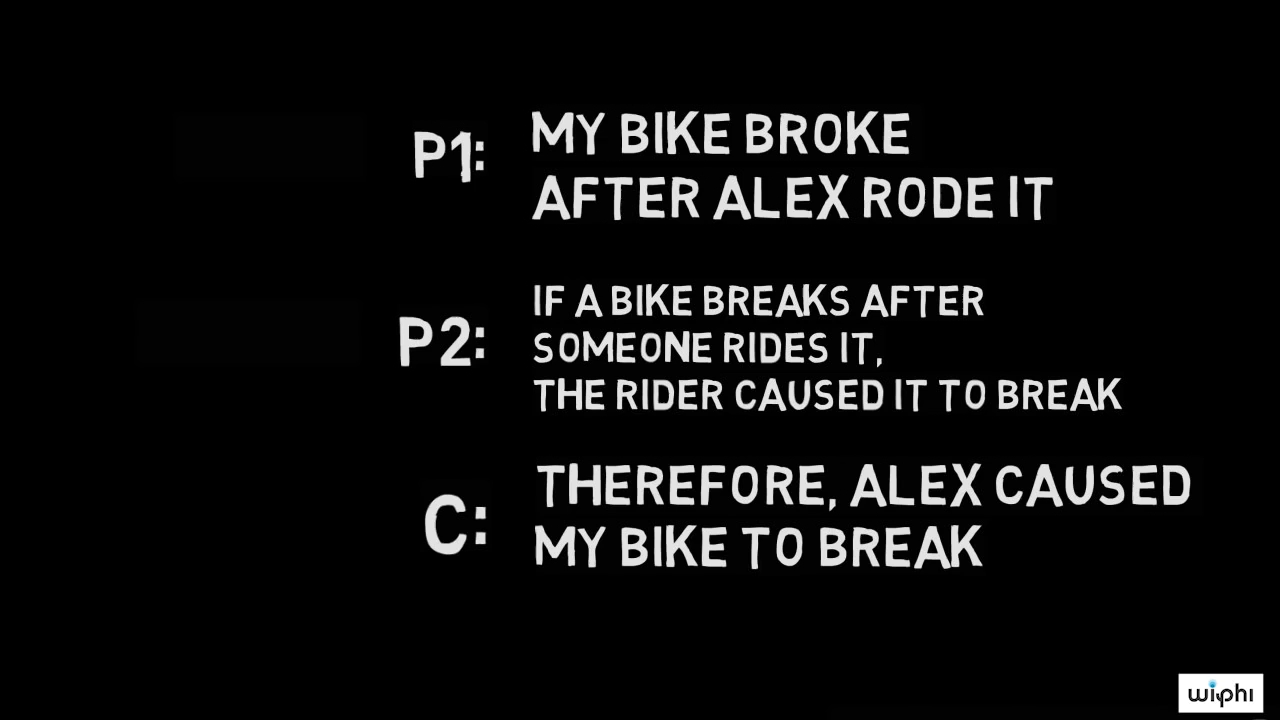 P1: MY BIKE BROKE
AFTER ALEX RODE IT
P2: IF A BIKE BREAKS AFTER
SOMEONE RIDES IT,
THE RIDER CAUSED IT TO BREAK
C: THEREFORE, ALEX CAUSED
MY BIKE TO BREAK
wiphi